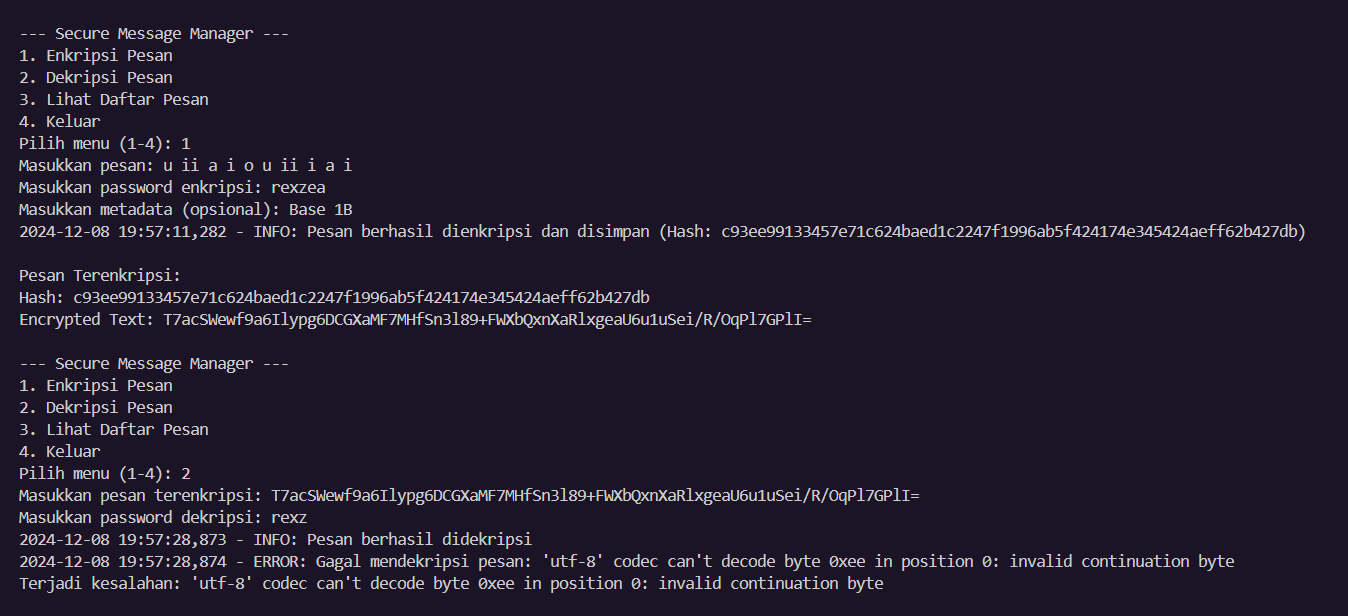 --- Secure Message Manager ---
1. Enkripsi Pesan
2. Dekripsi Pesan
3. Lihat Daftar Pesan
4. Keluar
Pilih menu (1-4): 1
Masukkan pesan: u ii a i o u ii i a i
Masukkan password enkripsi: rexzea
Masukkan metadata (opsional): Base 1B
2024-12-08 19:57:11,282 - INFO: Pesan berhasil dienkripsi dan disimpan (Hash: c93ee99133457e71c624baed1c2247f1996ab5f424174e345424aeff62b427db)
Pesan Terenkripsi:
Hash: c93ee99133457e71c624baed1c2247f1996ab5f424174e345424aeff62b427db
Encrypted Text: T7acSWewf9a6Ilypg6DCGXaMF7MHfSn3l89+FWXbQxnXaRlxgeaU6u1uSei/R/OqPl7GPlI=
--- Secure Message Manager ---
1. Enkripsi Pesan
2. Dekripsi Pesan
3. Lihat Daftar Pesan
4. Keluar
Pilih menu (1-4): 2
Masukkan pesan terenkripsi: T7acSWewf9a6Ilypg6DCGXaMF7MHfSn3l89+FWXbQxnXaRlxgeaU6u1uSei/R/OqPl7GPlI=
Masukkan password dekripsi: rexz
2024-12-08 19:57:28,873 - INFO: Pesan berhasil didekripsi
2024-12-08 19:57:28,874 - ERROR: Gagal mendekripsi pesan: 'utf-8' codec can't decode byte 0xee in position 0: invalid continuation byte
Terjadi kesalahan: 'utf-8' codec can't decode byte 0xee in position 0: invalid continuation byte